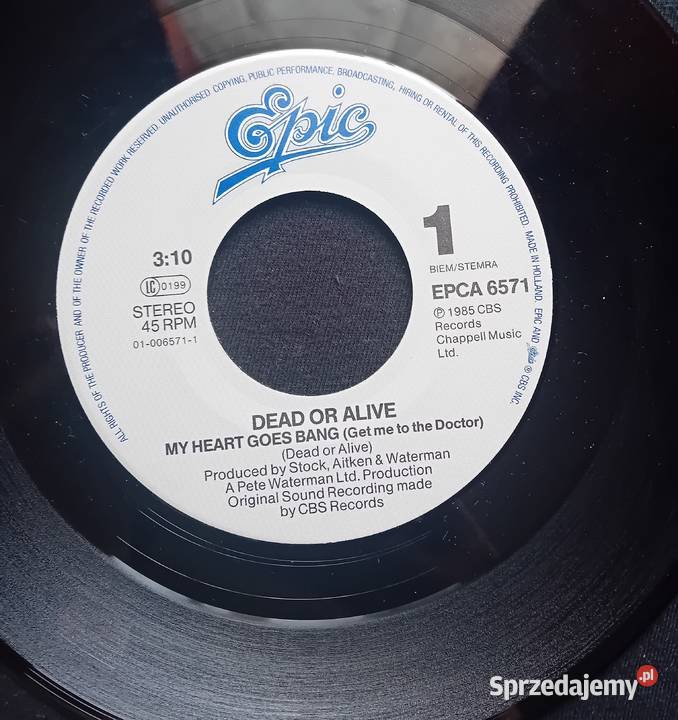 ALL RIGHTS OF THE PRODUCER AND OF THE OWNER OF THE RECORDED WORK RESERVED. UNAUTHORISED COPYING, PUBLIC PERFORMANCE, BROADCASTING, HIRING OR RENTAL OF THIS RECORDING PROHIBITED. MADE IN HOLLAND. EPIC AND Epic ® CBS INC.
Epic
3:10
LC 0199
STEREO
45 RPM
01-006571-1
1
BIEM/STEMRA
EPCA 6571
℗ 1985 CBS
Records
Chappell Music
Ltd.
DEAD OR ALIVE
MY HEART GOES BANG (Get me to the Doctor)
(Dead or Alive)
Produced by Stock, Aitken & Waterman
A Pete Waterman Ltd. Production
Original Sound Recording made
by CBS Records
Sprzedajemy.pl